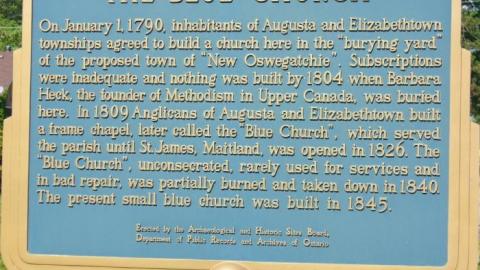 THE BLUE CHURCH
On January 1, 1790, inhabitants of Augusta and Elizabethtown
townships agreed to build a church here in the "burying yard"
of the proposed town of "New Oswegatchie". Subscriptions
were inadequate and nothing was built by 1804 when Barbara
Heck, the founder of Methodism in Upper Canada, was buried
here. In 1809 Anglicans of Augusta and Elizabethtown built
a frame chapel, later called the "Blue Church", which served
the parish until St. James, Maitland, was opened in 1826. The
"Blue Church", unconsecrated, rarely used for services and
in bad repair, was partially burned and taken down in 1840.
The present small blue church was built in 1845.
Erected by the Archaeological and Historic Sites Board,
Department of Public Records and Archives of Ontario